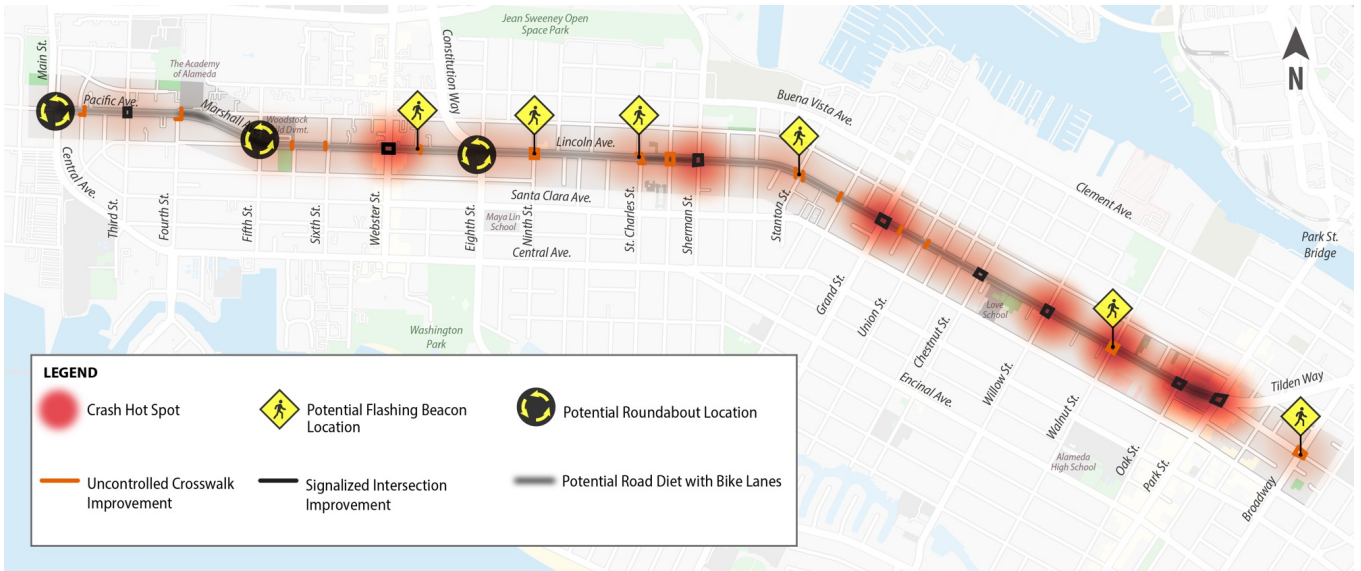 Jean Sweeney Open
Space Park
Main St.
Constitution Way
The Academy
of Alameda
N
Pacific Ave.
Marshall
Buena Vista Ave.
Woodstock
Dvmt.
Lincoln Ave.
Central Ave.
Third St.
Fourth St.
Fifth St.
Sixth St.
Webster St.
Eighth St.
Maya Lin
School
Ninth St.
Santa Clara Ave.
Central Ave.
St. Charles St.
Sherman St.
Stanton St.
Clement Ave.
Park St.
Bridge
Grand St.
Union St.
Chestnut St.
Love
School
Willow St.
Encinal Ave.
Walnut St.
Oak St.
Park St.
Tilden Way
Broadway
Alameda
High School
Washington
Park
LEGEND
Crash Hot Spot
Potential Flashing Beacon
Location
Potential Roundabout Location
Uncontrolled Crosswalk
Improvement
Signalized Intersection
Improvement
Potential Road Diet with Bike Lanes